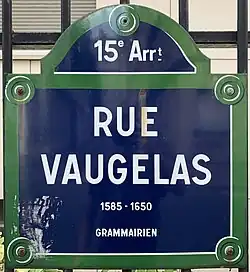 15e Arrt
RUE
VAUGELAS
1585 - 1650
GRAMMAIRIEN